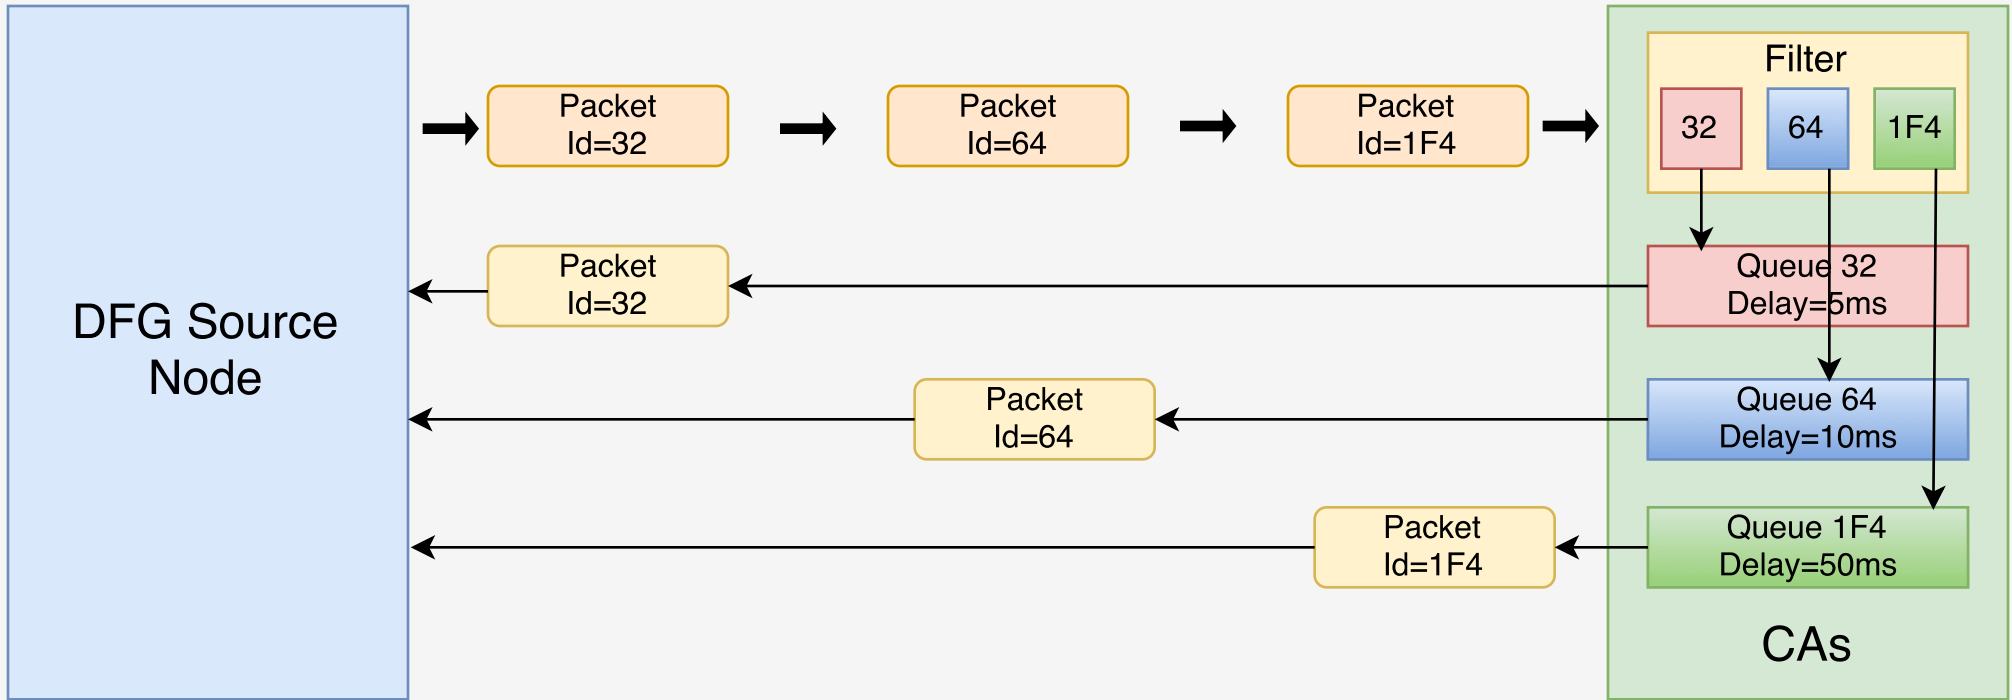 DFG Source
Node
Packet
Id=32
Packet
Id=64
Packet
Id=1F4
Filter
32
64
1F4
Packet
Id=32
Queue 32
Delay=5ms
Packet
Id=64
Queue 64
Delay=10ms
Packet
Id=1F4
Queue 1F4
Delay=50ms
CAs